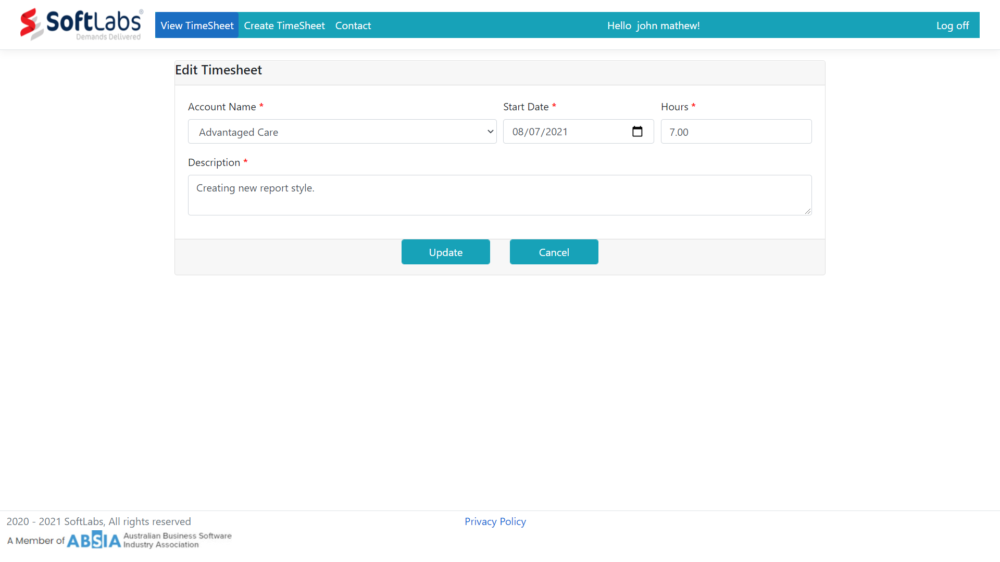 SoftLabs®
Demands Delivered
View TimeSheet Create TimeSheet Contact Hello john mathew! Log off
Edit Timesheet
Account Name * Start Date * Hours *
Advantaged Care 08/07/2021 7.00
Description *
Creating new report style.
Update Cancel
2020 - 2021 SoftLabs, All rights reserved Privacy Policy
A Member of ABSIA Australian Business Software
Industry Association